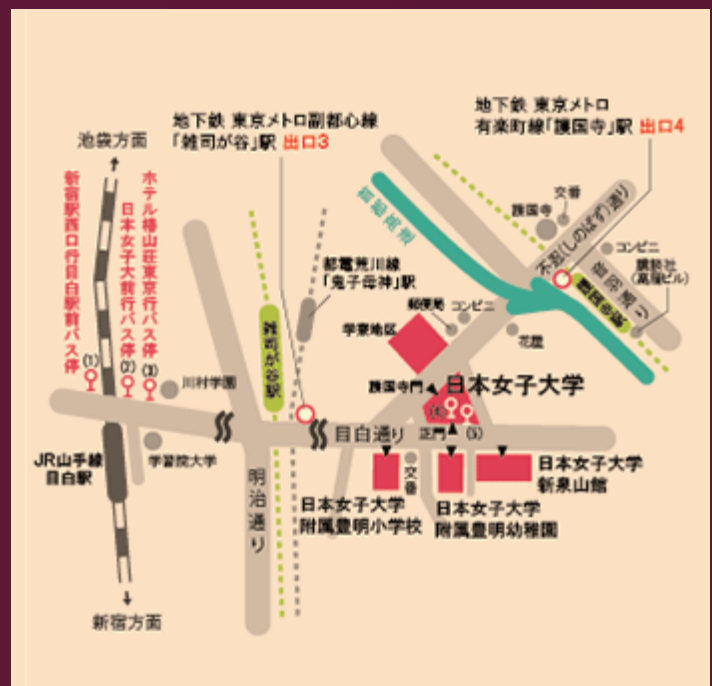 地下鉄 東京メトロ副都心線
「雑司が谷」駅 出口3
地下鉄 東京メトロ
有楽町線「護国寺」駅 出口4
池袋方面
新宿駅西口行目白駅前バス停
(1)
日本女子大前行バス停
(2)
ホテル椿山荘東京行バス停
(3)
川村学園
学習院大学
JR山手線
目白駅
新宿方面
明治通り
雑司が谷駅
都電荒川線
「鬼子母神」駅
首都高速
交番
護国寺
不忍(しのばず)通り
コンビニ
講談社
音羽通り
護国寺駅
郵便局
コンビニ
花屋
学寮地区
護国寺門
日本女子大学
(4)
(5)
正門
目白通り
交番
日本女子大学
附属豊明小学校
日本女子大学
附属豊明幼稚園
日本女子大学
新泉山館